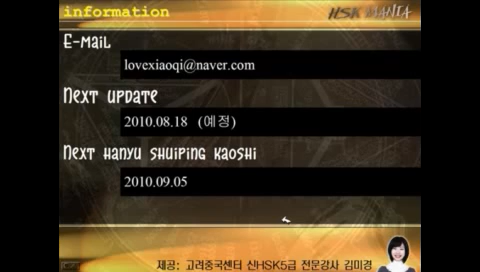 information
HSK MANIA
E-mail
lovexiaoqi@naver.com
Next update
2010.08.18 (예정)
Next hanyu shuiping kaoshi
2010.09.05
제공: 고려중국센터 신HSK5급 전문강사 김미경